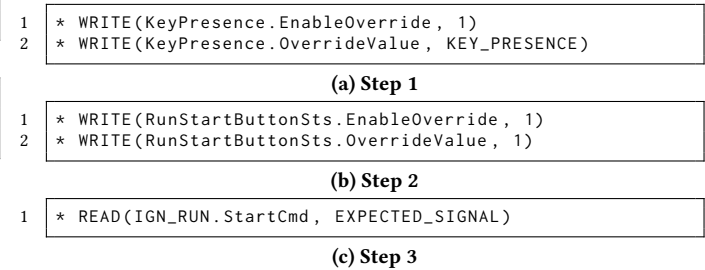 1 * WRITE(KeyPresence.EnableOverride, 1)
2 * WRITE(KeyPresence.OverrideValue, KEY_PRESENCE)
(a) Step 1
1 * WRITE(RunStartButtonSts.EnableOverride, 1)
2 * WRITE(RunStartButtonSts.OverrideValue, 1)
(b) Step 2
1 * READ(IGN_RUN.StartCmd, EXPECTED_SIGNAL)
(c) Step 3